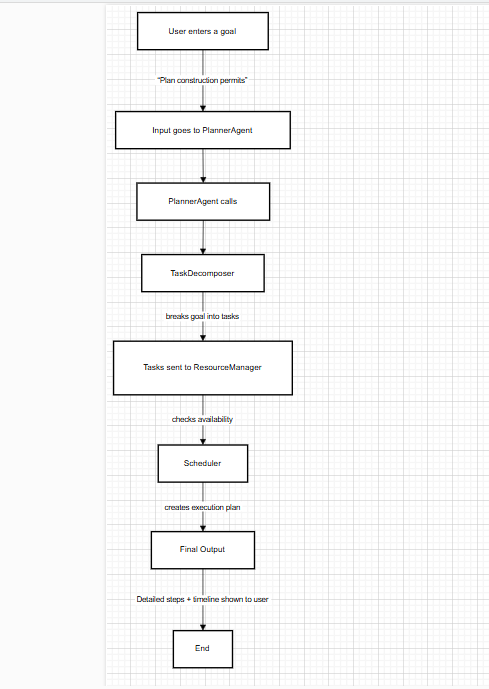 User enters a goal
"Plan construction permits"
Input goes to PlannerAgent
PlannerAgent calls
TaskDecomposer
breaks goal into tasks
Tasks sent to ResourceManager
checks availability
Scheduler
creates execution plan
Final Output
Detailed steps + timeline shown to user
End